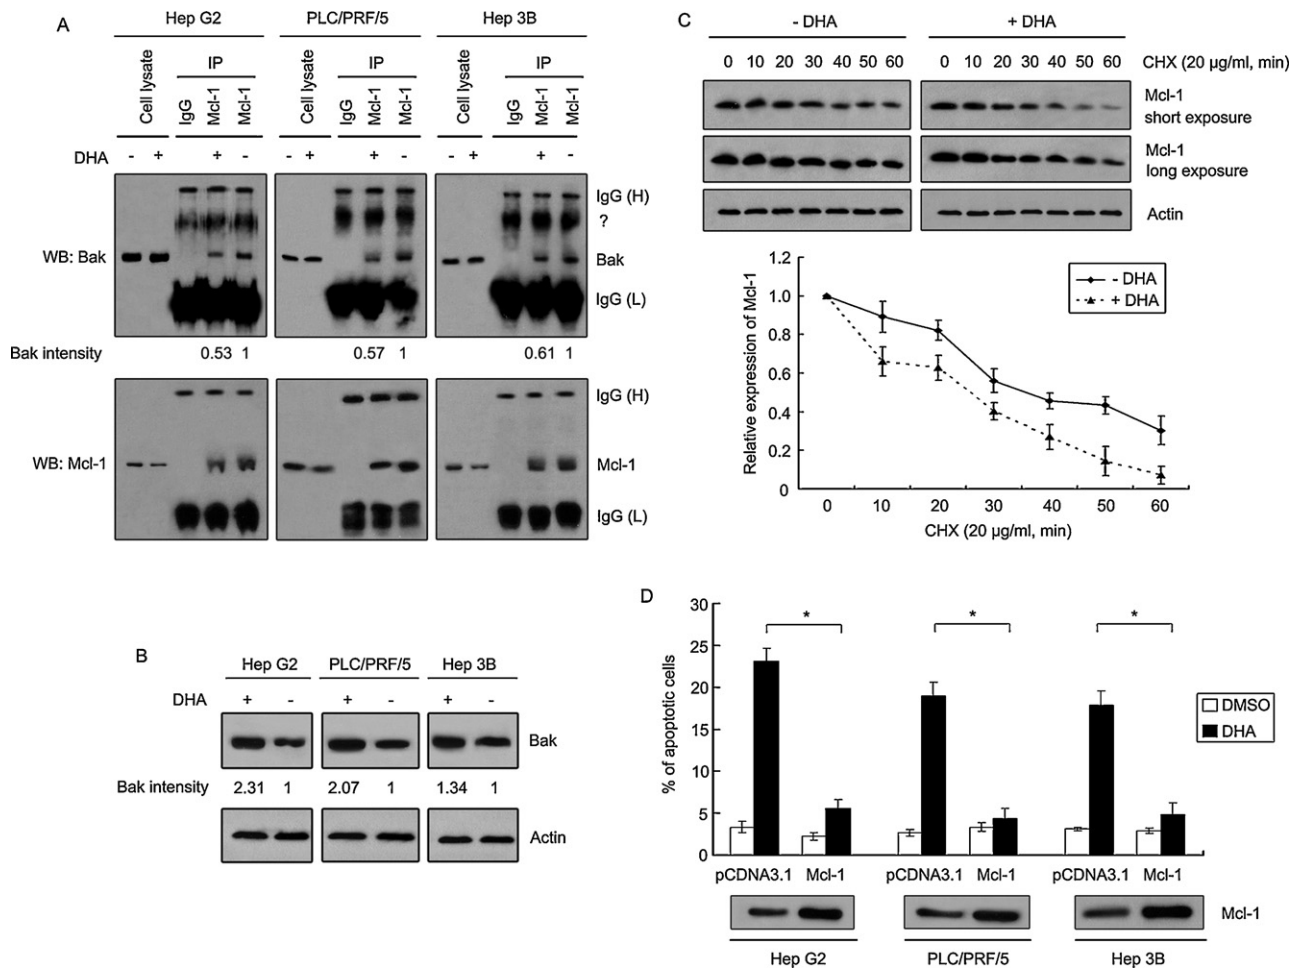 A
Hep G2 PLC/PRF/5 Hep 3B
IP IP IP
Cell lysate IgG Mcl-1 Mcl-1 Cell lysate IgG Mcl-1 Mcl-1 Cell lysate IgG Mcl-1 Mcl-1
DHA - + + - - + + - - + + -
IgG (H)
?
WB: Bak Bak
IgG (L)
Bak intensity 0.53 1 0.57 1 0.61 1
IgG (H)
WB: Mcl-1 Mcl-1
IgG (L)
B
Hep G2 PLC/PRF/5 Hep 3B
DHA + - + - + -
Bak
Bak intensity 2.31 1 2.07 1 1.34 1
Actin
C
- DHA + DHA
0 10 20 30 40 50 60 0 10 20 30 40 50 60 CHX (20 μg/ml, min)
Mcl-1
short exposure
Mcl-1
long exposure
Actin
Relative expression of Mcl-1
1.2
1.0
0.8
0.6
0.4
0.2
0
- DHA
+ DHA
0 10 20 30 40 50 60
CHX (20 μg/ml, min)
D
% of apoptotic cells
30
25
20
15
10
5
0
* * *
DMSO
DHA
pCDNA3.1 Mcl-1 pCDNA3.1 Mcl-1 pCDNA3.1 Mcl-1
Mcl-1
Hep G2 PLC/PRF/5 Hep 3B